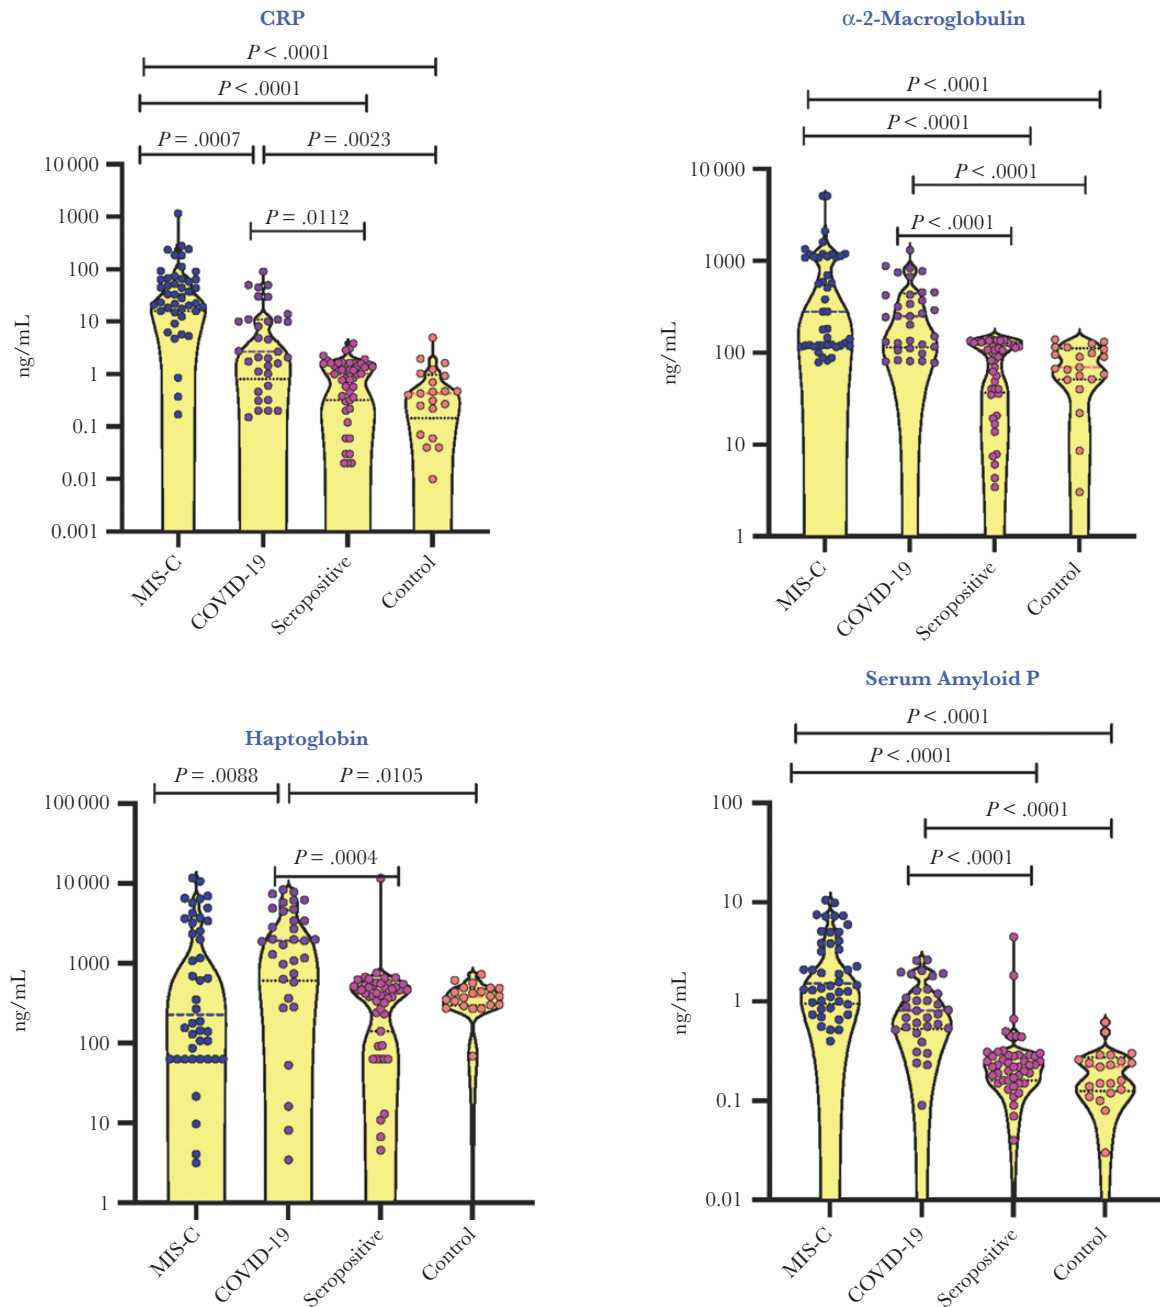 CRP
P < .0001
P < .0001
P = .0007
P = .0023
P = .0112
10 000
1000
100
10
1
0.1
0.01
0.001
ng/mL
MIS-C
COVID-19
Seropositive
Control
α-2-Macroglobulin
P < .0001
P < .0001
P < .0001
P < .0001
10 000
1000
100
10
1
ng/mL
MIS-C
COVID-19
Seropositive
Control
Haptoglobin
P = .0088
P = .0105
P = .0004
100 000
10 000
1000
100
10
1
ng/mL
MIS-C
COVID-19
Seropositive
Control
Serum Amyloid P
P < .0001
P < .0001
P < .0001
P < .0001
100
10
1
0.1
0.01
ng/mL
MIS-C
COVID-19
Seropositive
Control